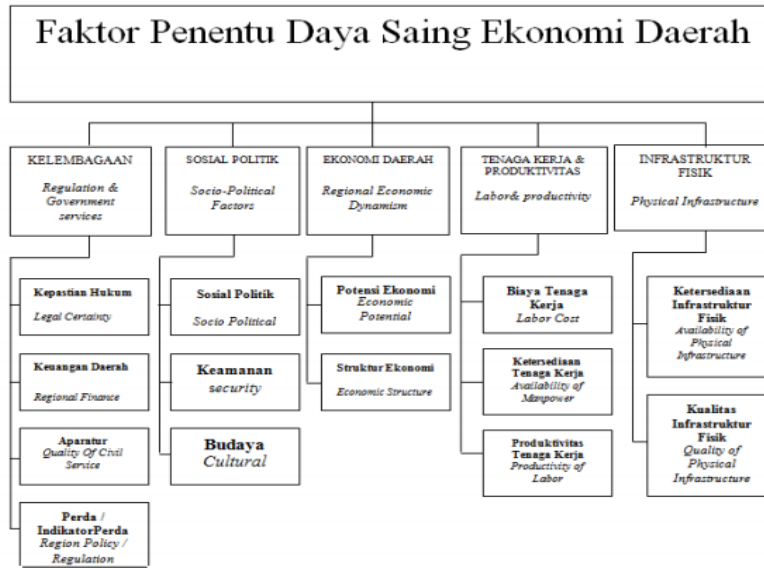 Faktor Penentu Daya Saing Ekonomi Daerah
KELEMBAGAAN
Regulation &
Government
services
SOSIAL POLITIK
Socio-Political
Factors
EKONOMI DAERAH
Regional Economic
Dynamism
TENAGA KERJA &
PRODUKTIVITAS
Labor& productivity
INFRASTRUKTUR
FISIK
Physical Infrastructure
Kepastian Hukum
Legal Certainty
Keuangan Daerah
Regional Finance
Aparatur
Quality Of Civil
Service
Perda /
IndikatorPerda
Region Policy /
Regulation
Sosial Politik
Socio Political
Keamanan
security
Budaya
Cultural
Potensi Ekonomi
Economic
Potential
Struktur Ekonomi
Economic Structure
Biaya Tenaga
Kerja
Labor Cost
Ketersediaan
Tenaga Kerja
Availability of
Manpower
Produktivitas
Tenaga Kerja
Productivity of
Labor
Ketersediaan
Infrastruktur
Fisik
Availability of
Physical
Infrastructure
Kualitas
Infrastruktur
Fisik
Quality of
Physical
Infrastructure